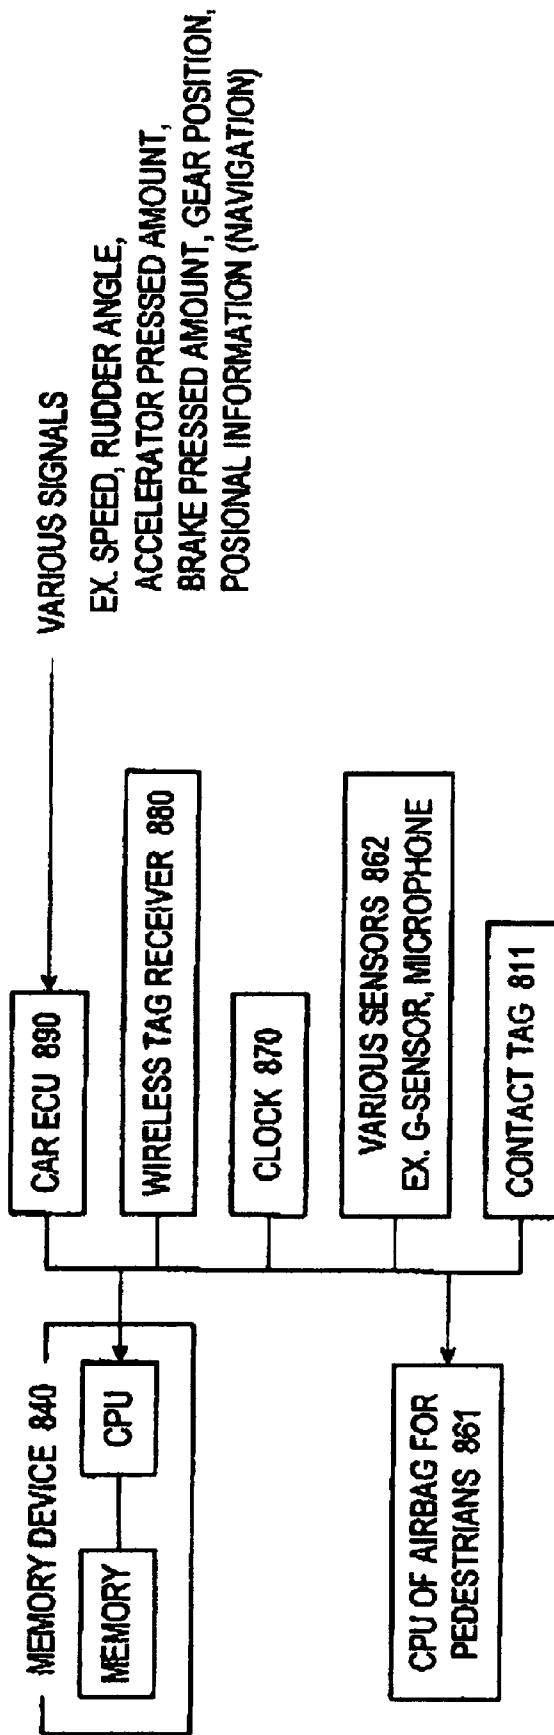 MEMORY DEVICE 840
MEMORY
CPU
CPU OF AIRBAG FOR
PEDESTRIANS 861
CAR ECU 890
WIRELESS TAG RECEIVER 880
CLOCK 870
VARIOUS SENSORS 862
EX. G-SENSOR, MICROPHONE
CONTACT TAG 811
VARIOUS SIGNALS
EX. SPEED, RUDDER ANGLE,
ACCELERATOR PRESSED AMOUNT,
BRAKE PRESSED AMOUNT, GEAR POSITION,
POSIONAL INFORMATION (NAVIGATION)